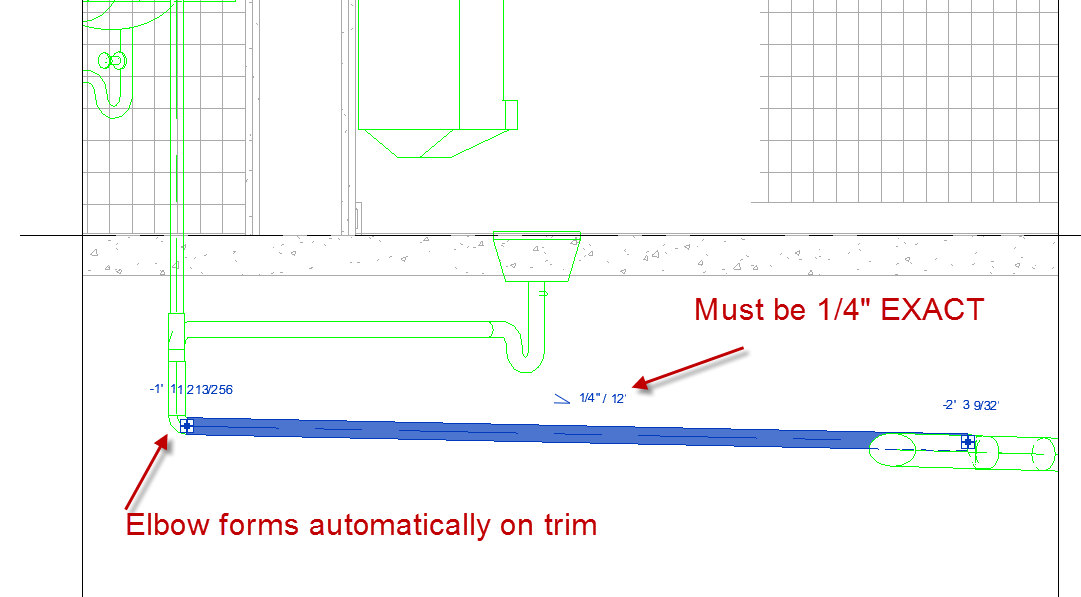 Must be 1/4" EXACT
-1' 11 213/256
1/4" / 12'
-2' 3 9/32'
Elbow forms automatically on trim